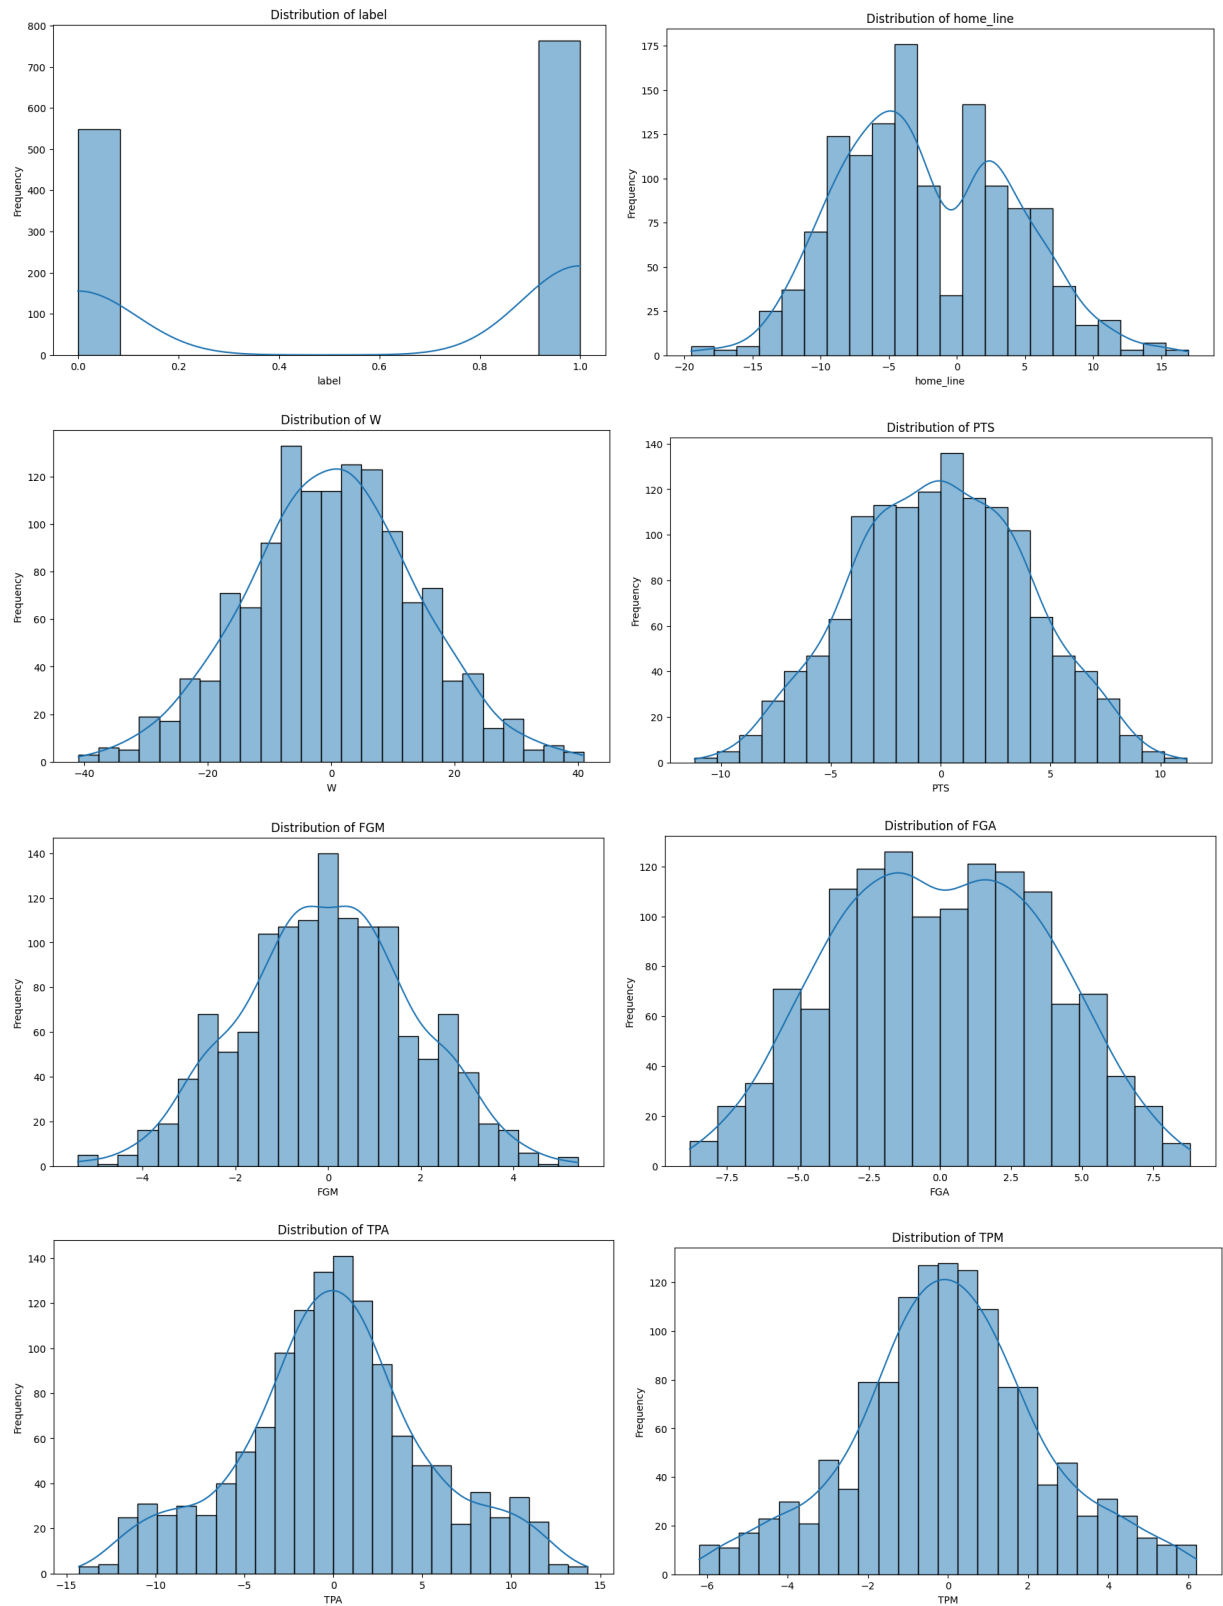 Distribution of label
Frequency
0
100
200
300
400
500
600
700
800
0.0 0.2 0.4 0.6 0.8 1.0
label
Distribution of home_line
Frequency
0
25
50
75
100
125
150
175
−20 −15 −10 −5 0 5 10 15
home_line
Distribution of W
Frequency
0
20
40
60
80
100
120
−40 −20 0 20 40
W
Distribution of PTS
Frequency
0
20
40
60
80
100
120
140
−10 −5 0 5 10
PTS
Distribution of FGM
Frequency
0
20
40
60
80
100
120
140
−4 −2 0 2 4
FGM
Distribution of FGA
Frequency
0
20
40
60
80
100
120
−7.5 −5.0 −2.5 0.0 2.5 5.0 7.5
FGA
Distribution of TPA
Frequency
0
20
40
60
80
100
120
140
−15 −10 −5 0 5 10 15
TPA
Distribution of TPM
Frequency
0
20
40
60
80
100
120
−6 −4 −2 0 2 4 6
TPM